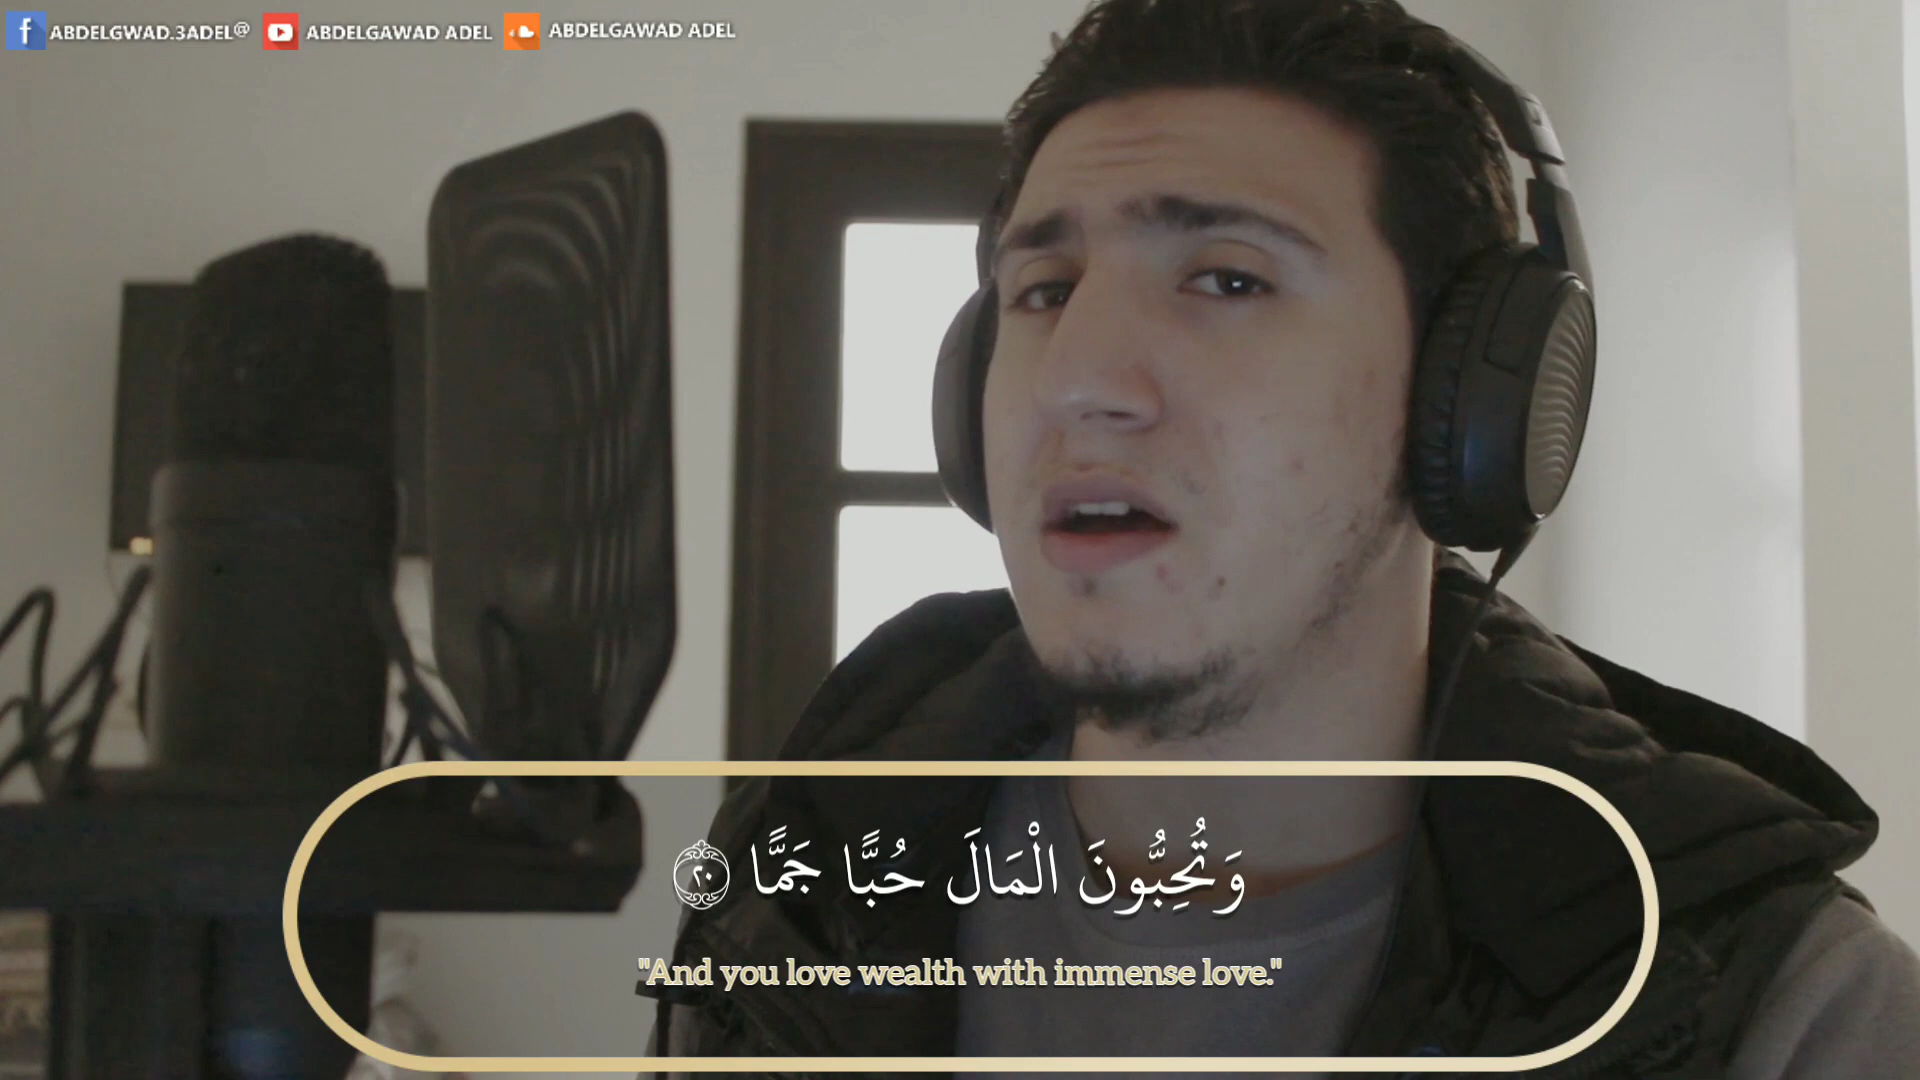 ABDELGWAD.3ADEL@ ABDELGAWAD ADEL ABDELGAWAD ADEL
وَتُحِبُّونَ الْمَالَ حُبًّا جَمًّا ٢٠
"And you love wealth with immense love."